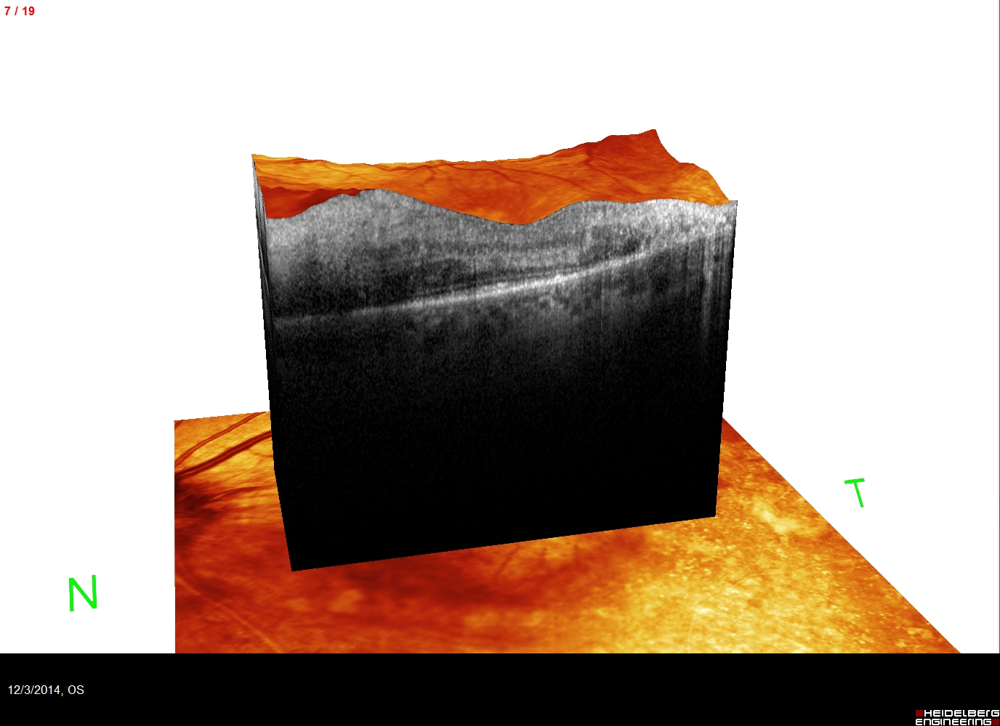 7 / 19
T
N
12/3/2014, OS
HEIDELBERG
ENGINEERING